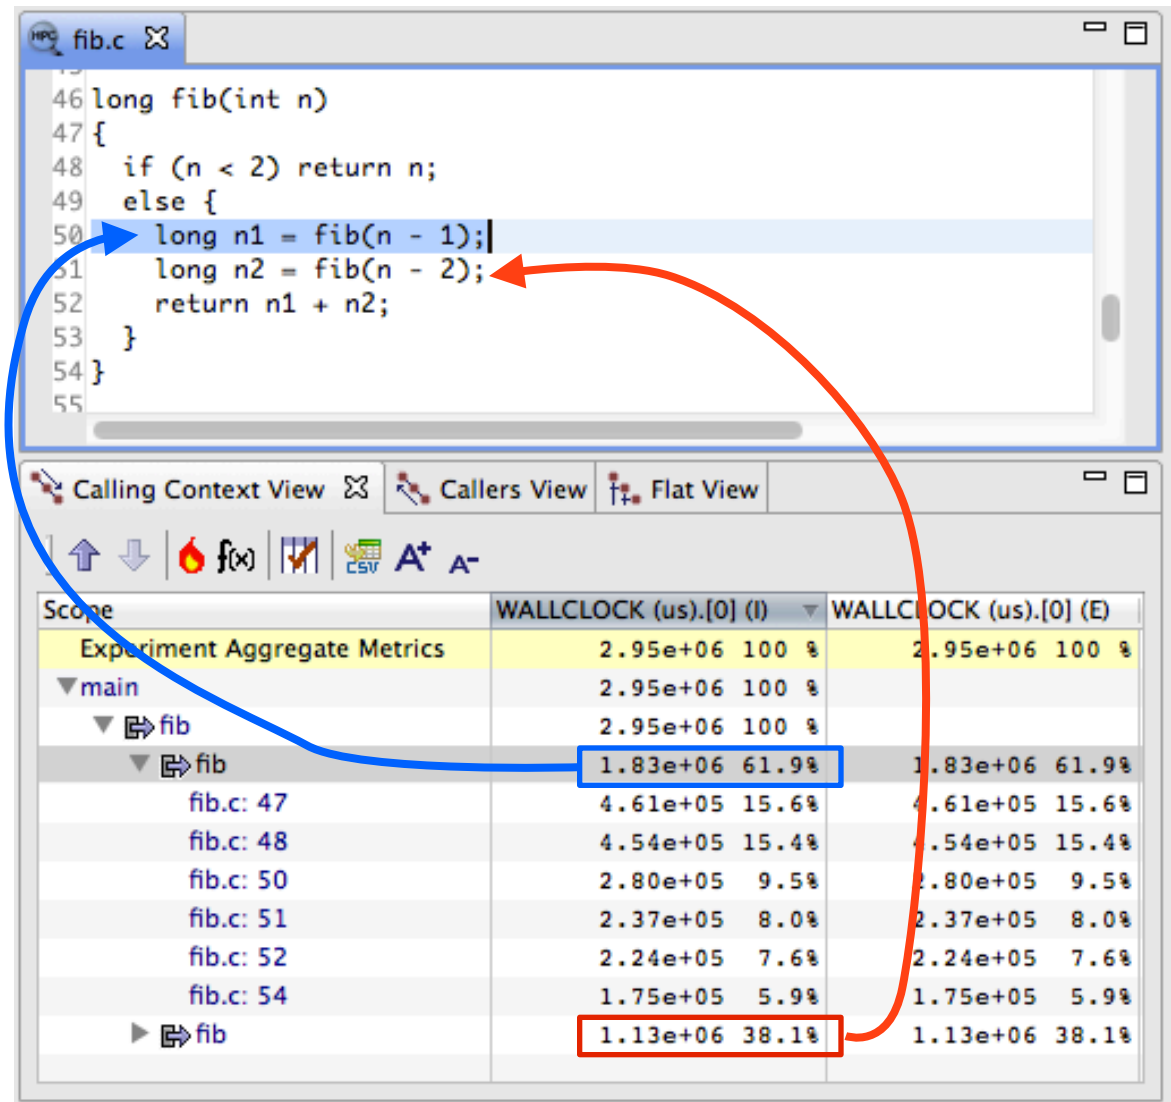 HPC fib.c
46 long fib(int n)
47 {
48 if (n < 2) return n;
49 else {
50 long n1 = fib(n - 1);
51 long n2 = fib(n - 2);
52 return n1 + n2;
53 }
54 }
55
Calling Context View Callers View Flat View
f(x) CSV A+ A-
Scope WALLCLOCK (us).[0] (I) WALLCLOCK (us).[0] (E)
Experiment Aggregate Metrics 2.95e+06 100 % 2.95e+06 100 %
main 2.95e+06 100 %
fib 2.95e+06 100 %
fib 1.83e+06 61.9% 1.83e+06 61.9%
fib.c: 47 4.61e+05 15.6% 4.61e+05 15.6%
fib.c: 48 4.54e+05 15.4% 4.54e+05 15.4%
fib.c: 50 2.80e+05 9.5% 2.80e+05 9.5%
fib.c: 51 2.37e+05 8.0% 2.37e+05 8.0%
fib.c: 52 2.24e+05 7.6% 2.24e+05 7.6%
fib.c: 54 1.75e+05 5.9% 1.75e+05 5.9%
fib 1.13e+06 38.1% 1.13e+06 38.1%